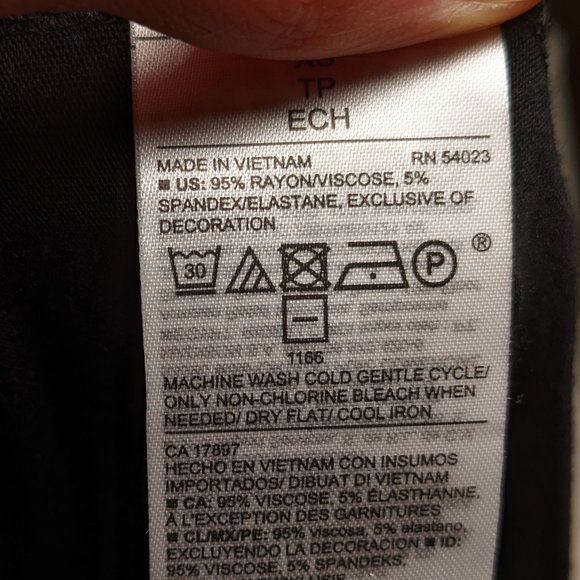 XS
TP
ECH
MADE IN VIETNAM RN 54023
■ US: 95% RAYON/VISCOSE, 5%
SPANDEX/ELASTANE, EXCLUSIVE OF
DECORATION
30 P ®
1166
MACHINE WASH COLD GENTLE CYCLE/
ONLY NON-CHLORINE BLEACH WHEN
NEEDED/ DRY FLAT/ COOL IRON
CA 17897
HECHO EN VIETNAM CON INSUMOS
IMPORTADOS/ DIBUAT DI VIETNAM
■ CA: 95% VISCOSE, 5% ÉLASTHANNE,
À L'EXCEPTION DES GARNITURES
■ CL/MX/PE: 95% viscosa, 5% elastano,
EXCLUYENDO LA DECORACION ■ ID:
95% VISCOSE, 5% SPANDEKS,